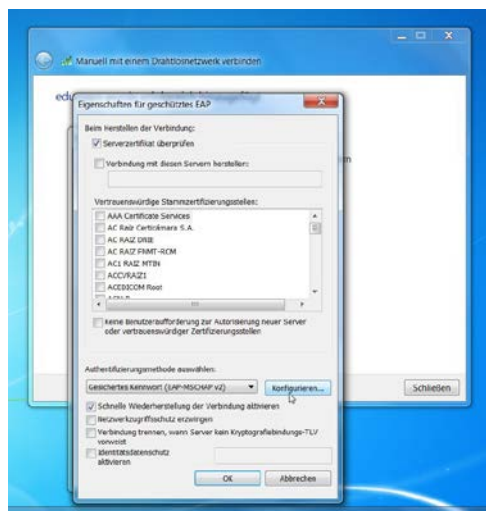 Manuell mit einem Drahtlosnetzwerk verbinden
edu
Eigenschaften für geschütztes EAP
Beim Herstellen der Verbindung:
Serverzertifikat überprüfen
Verbindung mit diesen Servern herstellen:
Vertrauenswürdige Stammzertifizierungsstellen:
AAA Certificate Services
AC Raíz Certicámara S.A.
AC RAIZ DNIE
AC RAIZ FNMT-RCM
AC1 RAIZ MTIN
ACCVRAIZ1
ACEDICOM Root
Keine Benutzeraufforderung zur Autorisierung neuer Server
oder vertrauenswürdiger Zertifizierungsstellen
Authentifizierungsmethode auswählen:
Gesichertes Kennwort (EAP-MSCHAP v2) Konfigurieren...
Schließen
Schnelle Wiederherstellung der Verbindung aktivieren
Netzwerkzugriffsschutz erzwingen
Verbindung trennen, wenn Server kein Kryptografiebindungs-TLV
vorweist
Identitätsdatenschutz
aktivieren
OK Abbrechen